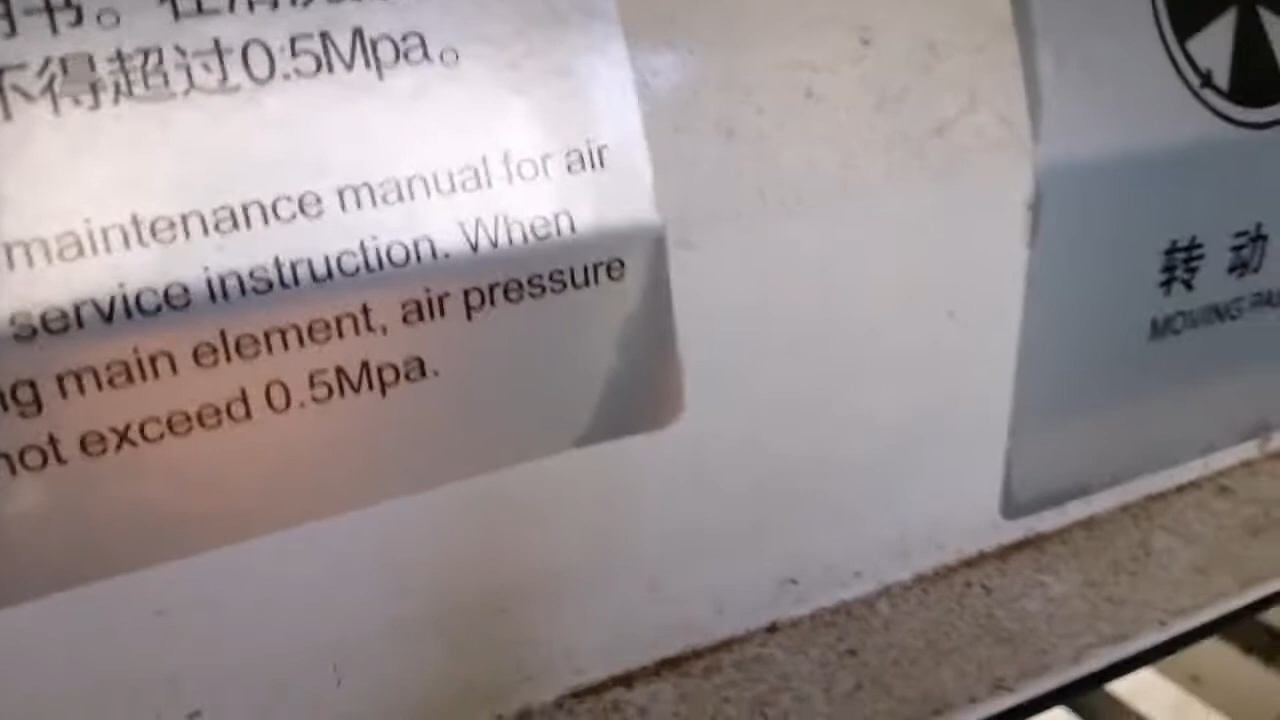 不得超过0.5Mpa。
maintenance manual for air
service instruction. When
main element, air pressure
not exceed 0.5Mpa.
转动
MOVING